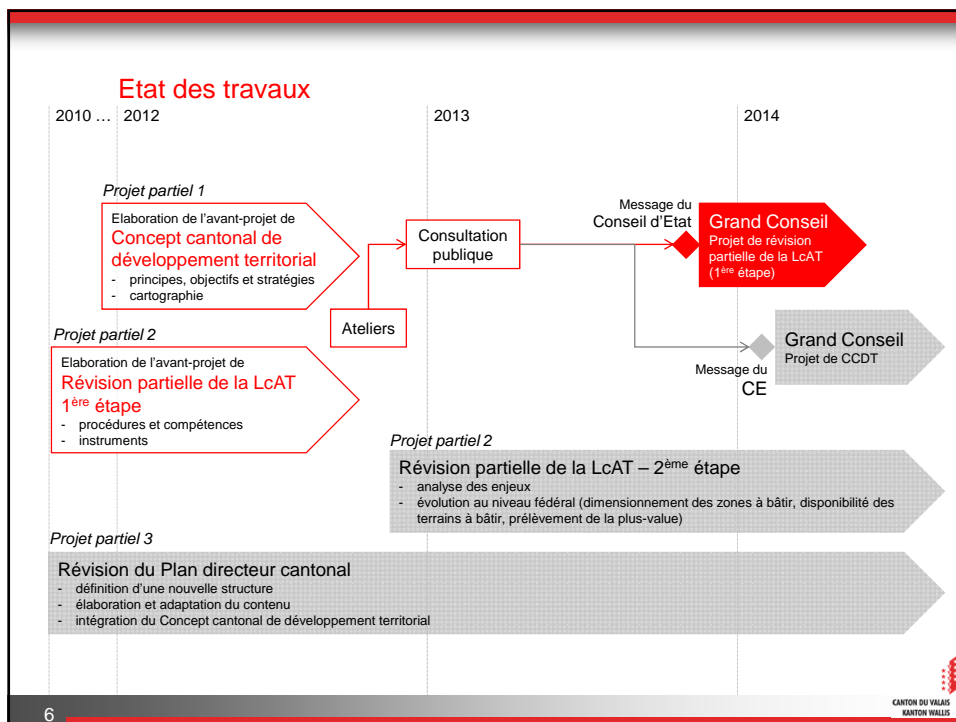 Etat des travaux
2010 … 2012 2013 2014
Projet partiel 1
Elaboration de l'avant-projet de
Concept cantonal de
développement territorial
- principes, objectifs et stratégies
- cartographie
Ateliers
Consultation
publique
Message du
Conseil d'Etat
Grand Conseil
Projet de révision
partielle de la LcAT
(1ère étape)
Projet partiel 2
Elaboration de l'avant-projet de
Révision partielle de la LcAT
1ère étape
- procédures et compétences
- instruments
Message du
CE
Grand Conseil
Projet de CCDT
Projet partiel 2
Révision partielle de la LcAT – 2ème étape
- analyse des enjeux
- évolution au niveau fédéral (dimensionnement des zones à bâtir, disponibilité des
terrains à bâtir, prélèvement de la plus-value)
Projet partiel 3
Révision du Plan directeur cantonal
- définition d'une nouvelle structure
- élaboration et adaptation du contenu
- intégration du Concept cantonal de développement territorial
6
CANTON DU VALAIS
KANTON WALLIS